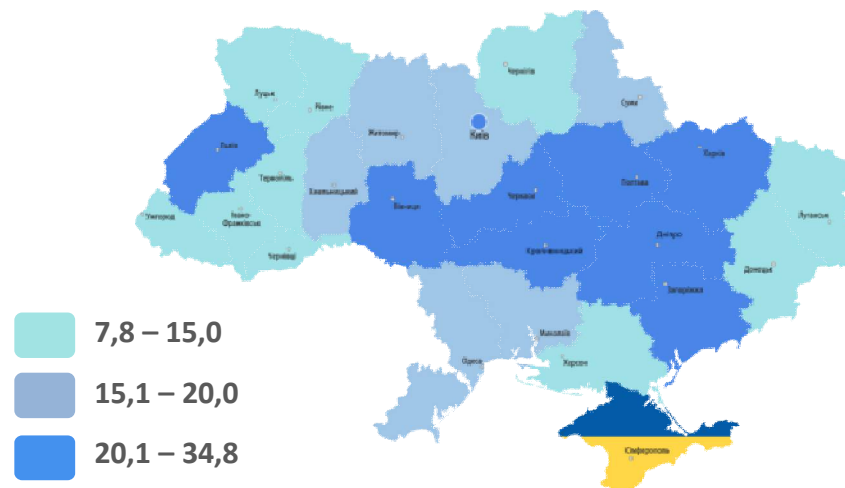 Чернігів
Луцьк
Рівне
Суми
Житомир
Київ
Львів
Харків
Полтава
Тернопіль
Хмельницький
Черкаси
Вінниця
Ужгород
Івано-
Франківськ
Луганськ
Дніпро
Чернівці
Кропивницький
Донецьк
Запоріжжя
7,8 – 15,0
Миколаїв
Одеса
Херсон
15,1 – 20,0
20,1 – 34,8
Сімферополь